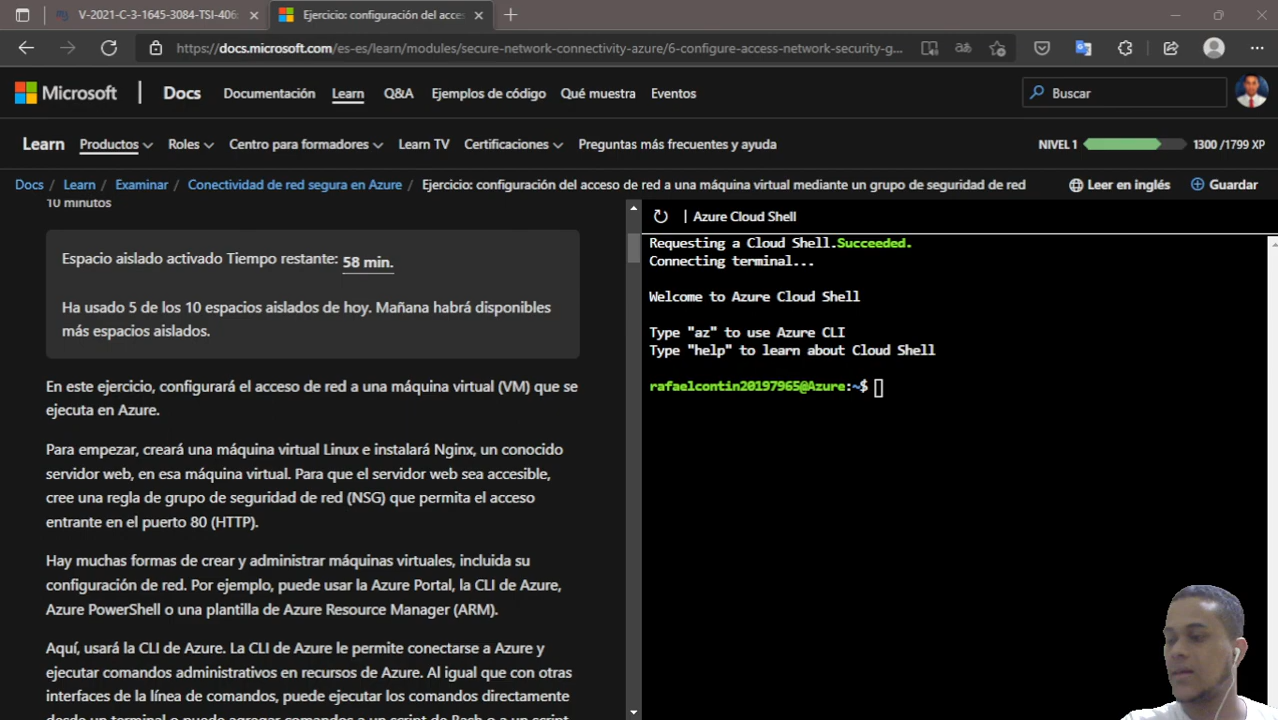 V-2021-C-3-1645-3084-TSI-406
Ejercicio: configuración del acces
https://docs.microsoft.com/es-es/learn/modules/secure-network-connectivity-azure/6-configure-access-network-security-g...
Microsoft
Docs
Documentación
Learn
Q&A
Ejemplos de código
Qué muestra
Eventos
Buscar
Learn
Productos
Roles
Centro para formadores
Learn TV
Certificaciones
Preguntas más frecuentes y ayuda
NIVEL 1
1300 /1799 XP
Docs / Learn / Examinar / Conectividad de red segura en Azure / Ejercicio: configuración del acceso de red a una máquina virtual mediante un grupo de seguridad de red
Leer en inglés
Guardar
10 minutos
Espacio aislado activado Tiempo restante: 58 min.
Ha usado 5 de los 10 espacios aislados de hoy. Mañana habrá disponibles
más espacios aislados.
En este ejercicio, configurará el acceso de red a una máquina virtual (VM) que se
ejecuta en Azure.
Para empezar, creará una máquina virtual Linux e instalará Nginx, un conocido
servidor web, en esa máquina virtual. Para que el servidor web sea accesible,
cree una regla de grupo de seguridad de red (NSG) que permita el acceso
entrante en el puerto 80 (HTTP).
Hay muchas formas de crear y administrar máquinas virtuales, incluida su
configuración de red. Por ejemplo, puede usar la Azure Portal, la CLI de Azure,
Azure PowerShell o una plantilla de Azure Resource Manager (ARM).
Aquí, usará la CLI de Azure. La CLI de Azure le permite conectarse a Azure y
ejecutar comandos administrativos en recursos de Azure. Al igual que con otras
interfaces de la línea de comandos, puede ejecutar los comandos directamente
desde un terminal o puede agregar comandos a un script de Bash o a un script
| Azure Cloud Shell
Requesting a Cloud Shell.Succeeded.
Connecting terminal...
Welcome to Azure Cloud Shell
Type "az" to use Azure CLI
Type "help" to learn about Cloud Shell
rafaelcontin20197965@Azure:~$